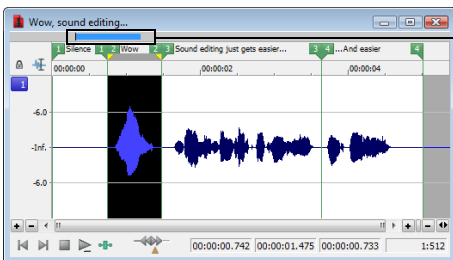 Wow, sound editing...
1 Silence 1 2 Wow 2 3 Sound editing just gets easier... 3 4 ...And easier 4
00:00:00 ,00:00:02 ,00:00:04
1
-6.0
-Inf.
-6.0
00:00:00.742 00:00:01.475 00:00:00.733 1:512